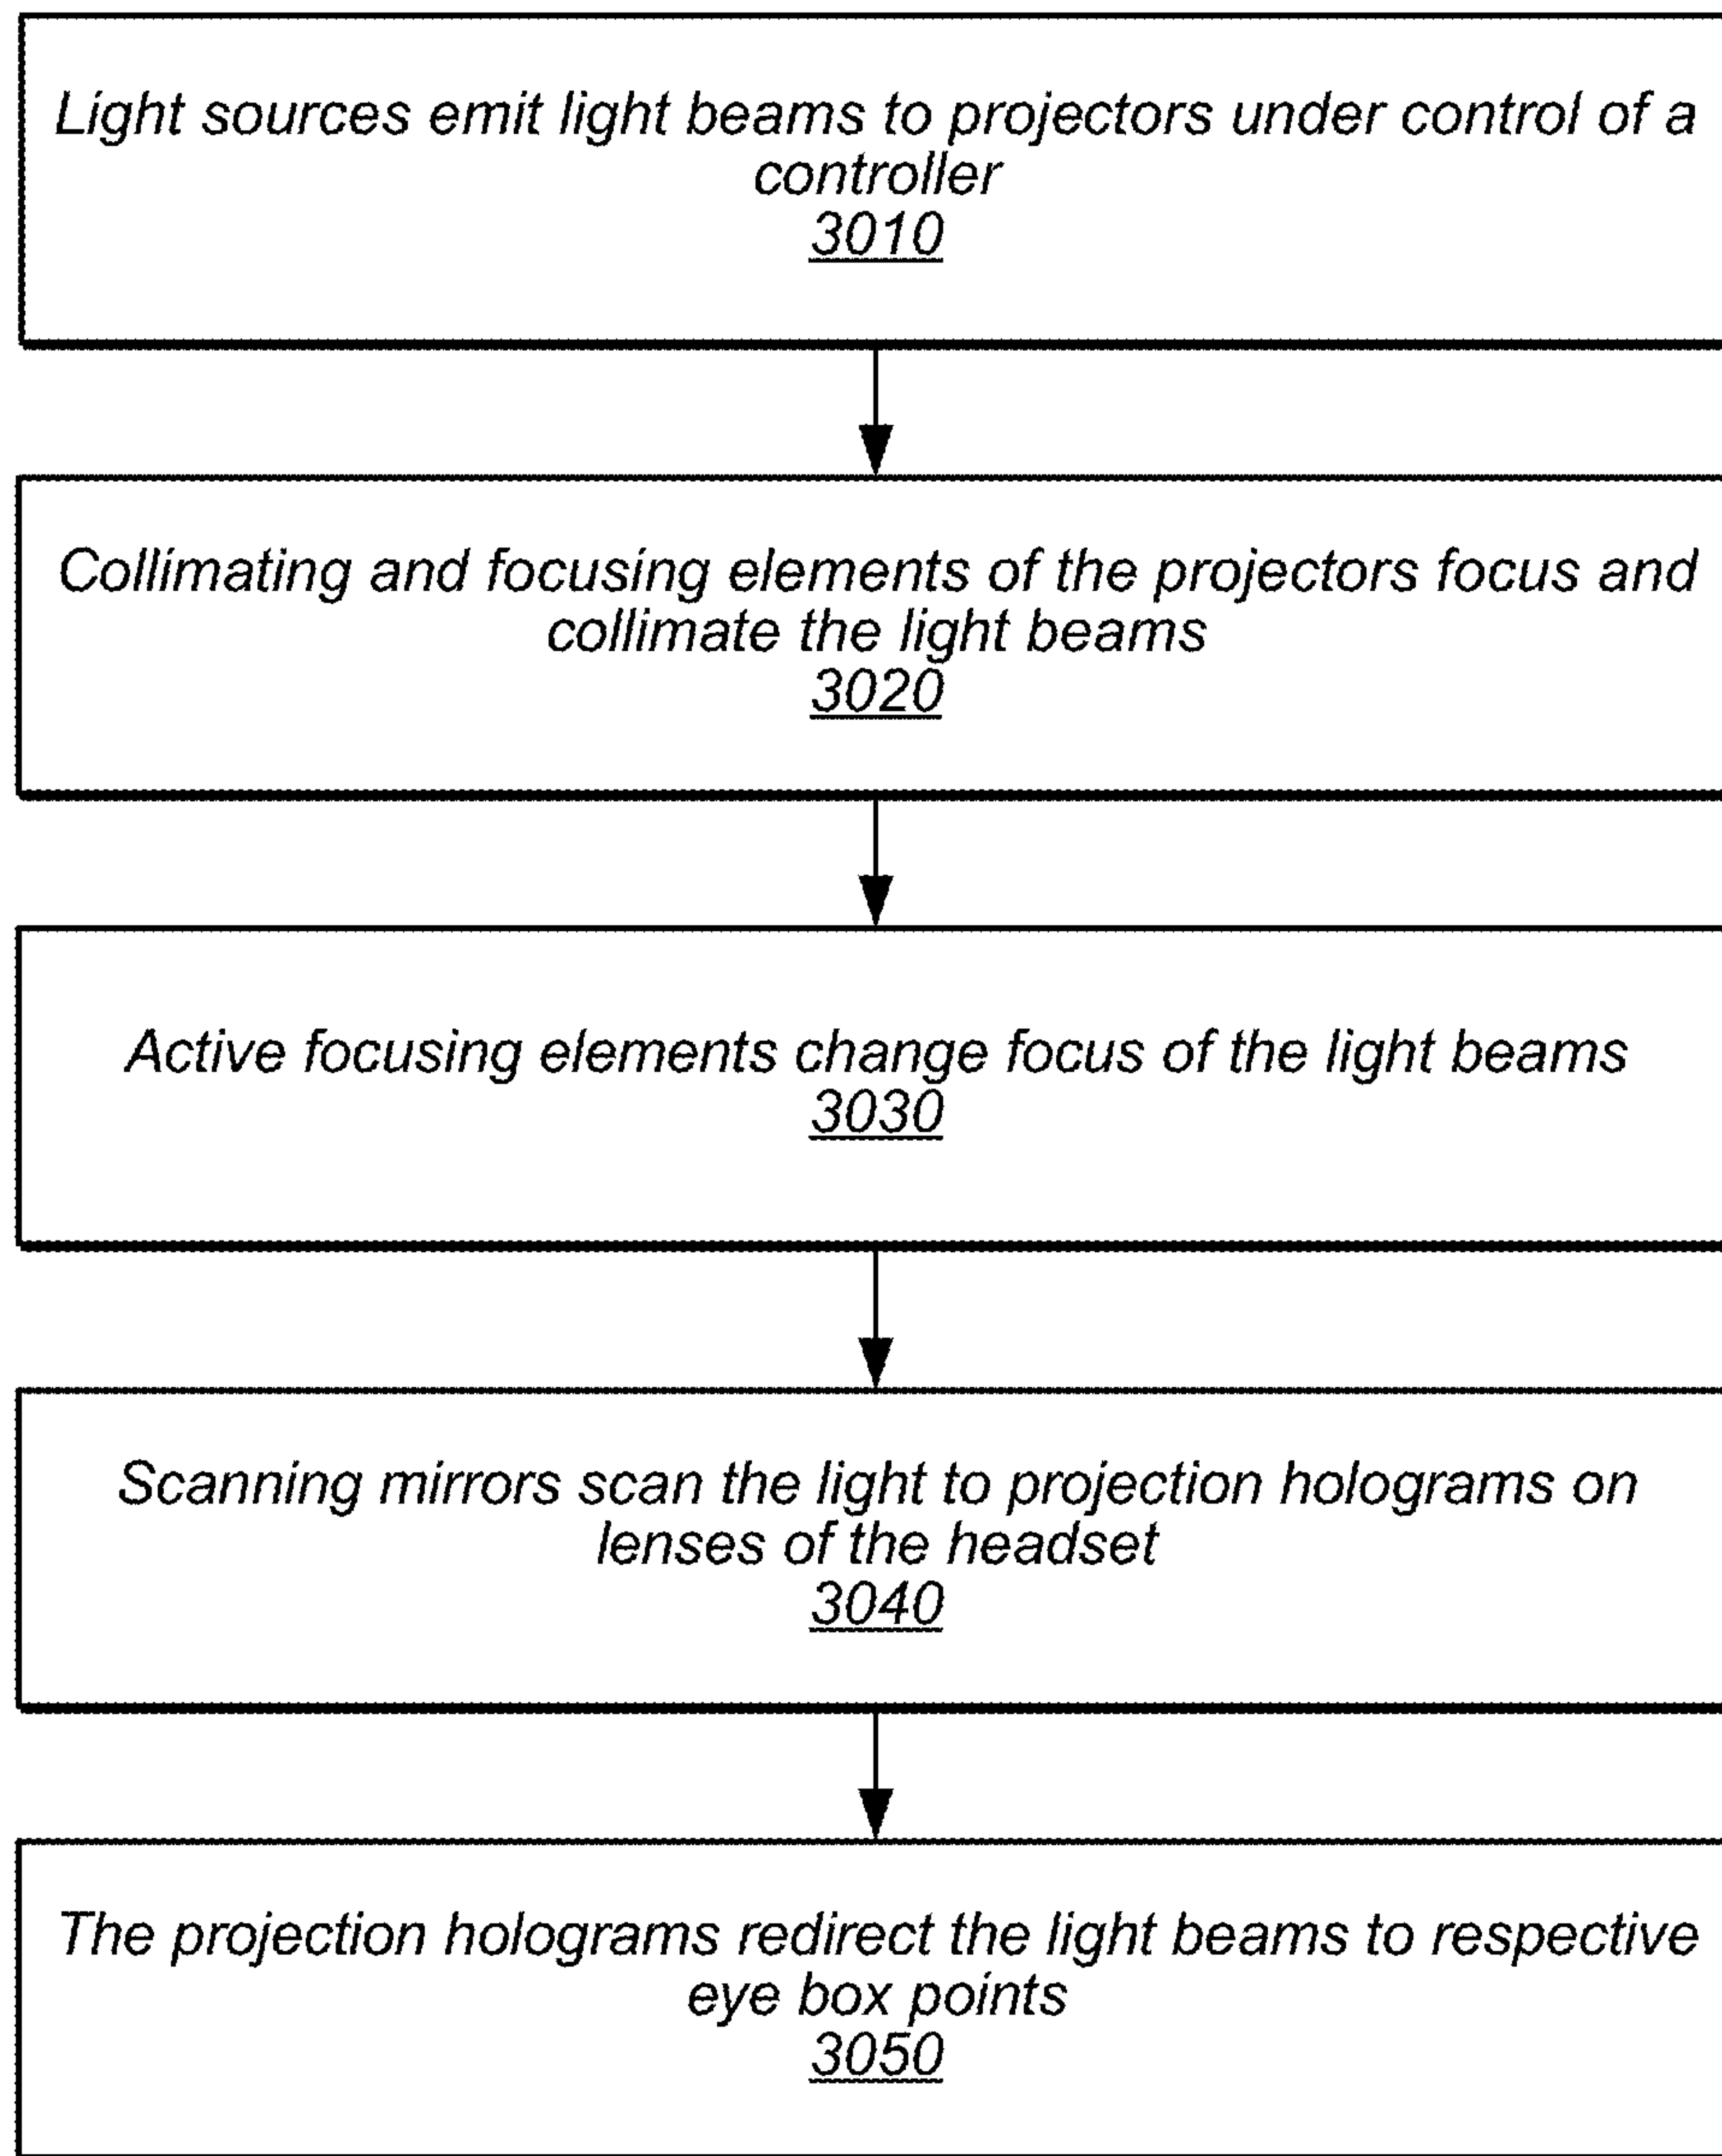 Light sources emit light beams to projectors under control of a
controller
3010
Collimating and focusing elements of the projectors focus and
collimate the light beams
3020
Active focusing elements change focus of the light beams
3030
Scanning mirrors scan the light to projection holograms on
lenses of the headset
3040
The projection holograms redirect the light beams to respective
eye box points
3050